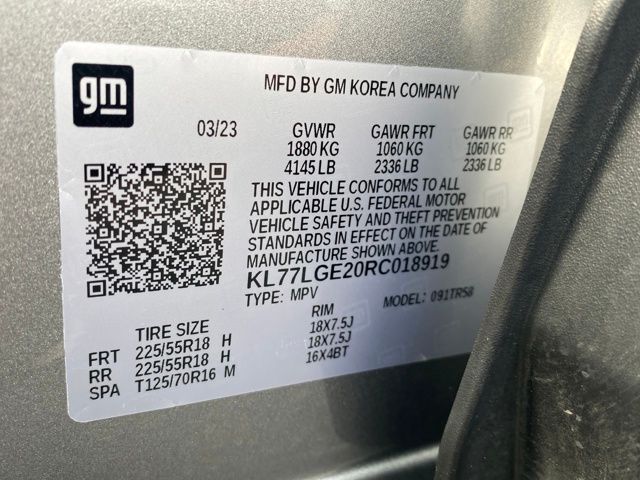 gm
MFD BY GM KOREA COMPANY
03/23 GVWR GAWR FRT GAWR RR
1880 KG 1060 KG 1060 KG
4145 LB 2336 LB 2336 LB
THIS VEHICLE CONFORMS TO ALL
APPLICABLE U.S. FEDERAL MOTOR
VEHICLE SAFETY AND THEFT PREVENTION
STANDARDS IN EFFECT ON THE DATE OF
MANUFACTURE SHOWN ABOVE.
KL77LGE20RC018919
TYPE: MPV MODEL: 091TR58
TIRE SIZE RIM
FRT 225/55R18 H 18X7.5J
RR 225/55R18 H 18X7.5J
SPA T125/70R16 M 16X4BT